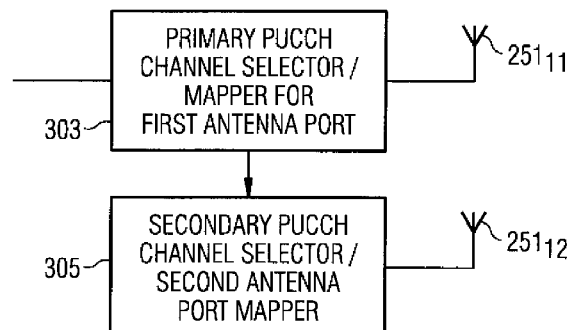 PRIMARY PUCCH
CHANNEL SELECTOR /
MAPPER FOR
FIRST ANTENNA PORT
303
251₁₁
SECONDARY PUCCH
CHANNEL SELECTOR /
SECOND ANTENNA
PORT MAPPER
305
251₁₂